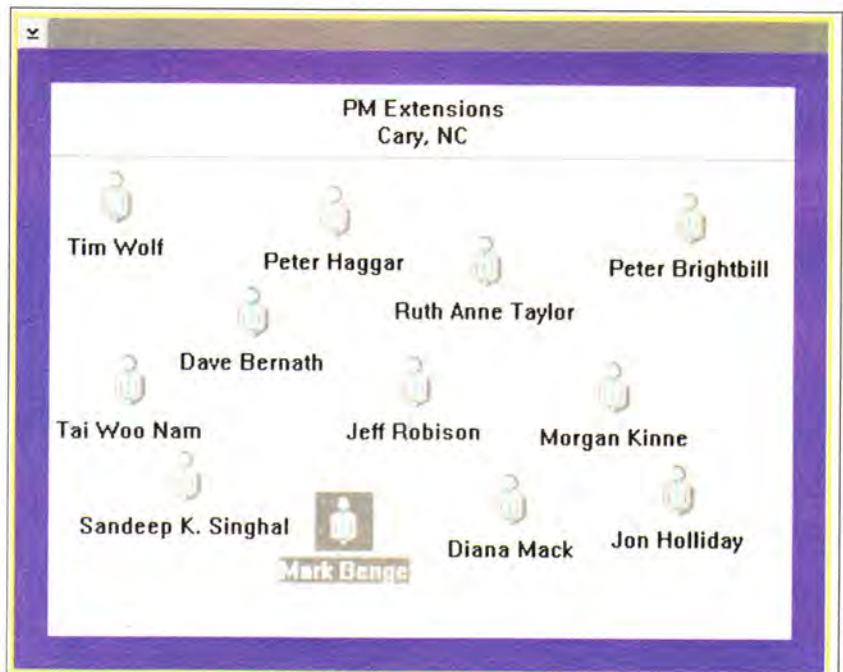 PM Extensions
Cary, NC
Tim Wolf
Peter Haggar
Peter Brightbill
Ruth Anne Taylor
Dave Bernath
Tai Woo Nam
Jeff Robison
Morgan Kinne
Sandeep K. Singhal
Mark Benge
Diana Mack
Jon Holliday